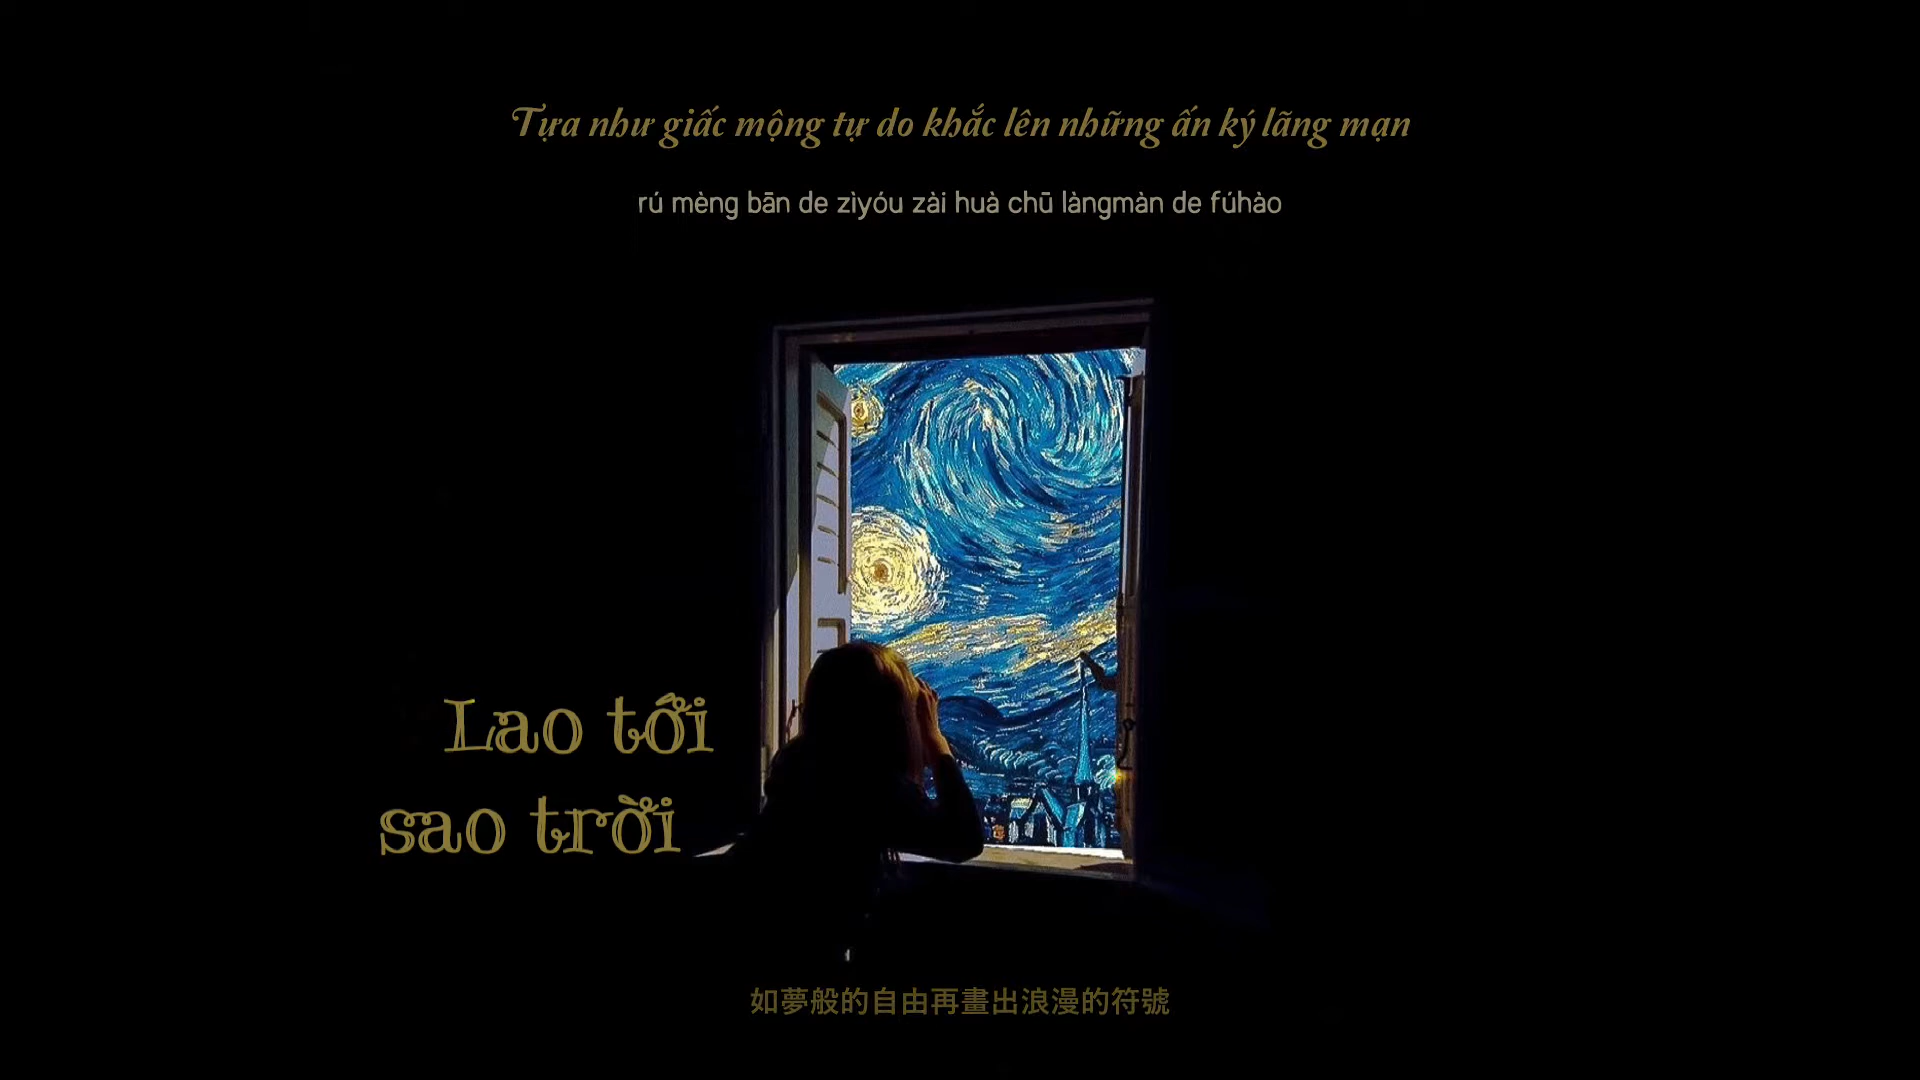 Tựa như giấc mộng tự do khắc lên những ấn ký lãng mạn
rú mèng bān de zìyóu zài huà chū làngmàn de fúhào
Lao tới
sao trời
如夢般的自由再畫出浪漫的符號